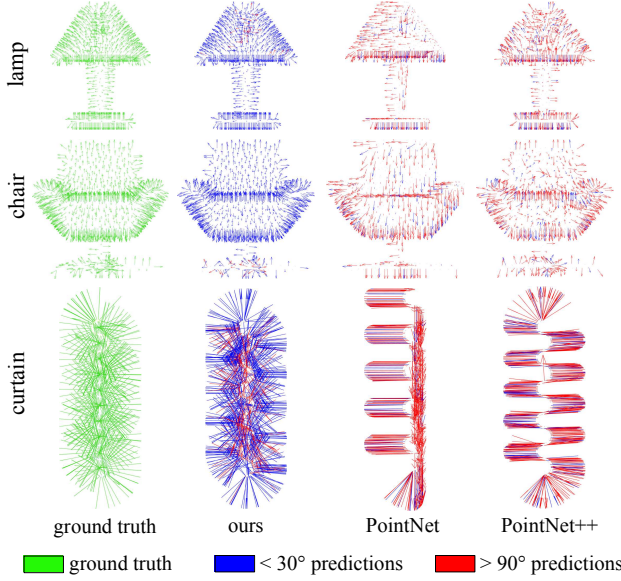 lamp
chair
curtain
ground truth ours PointNet PointNet++
ground truth < 30° predictions > 90° predictions